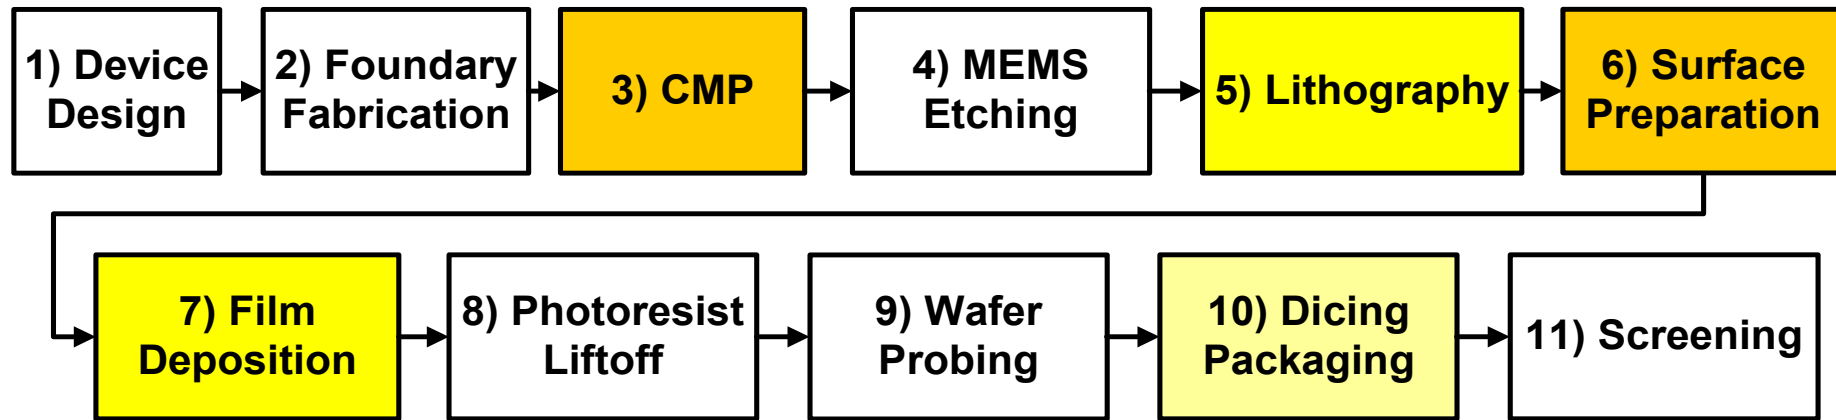 1) Device
Design
2) Foundary
Fabrication
3) CMP
4) MEMS
Etching
5) Lithography
6) Surface
Preparation
7) Film
Deposition
8) Photoresist
Liftoff
9) Wafer
Probing
10) Dicing
Packaging
11) Screening